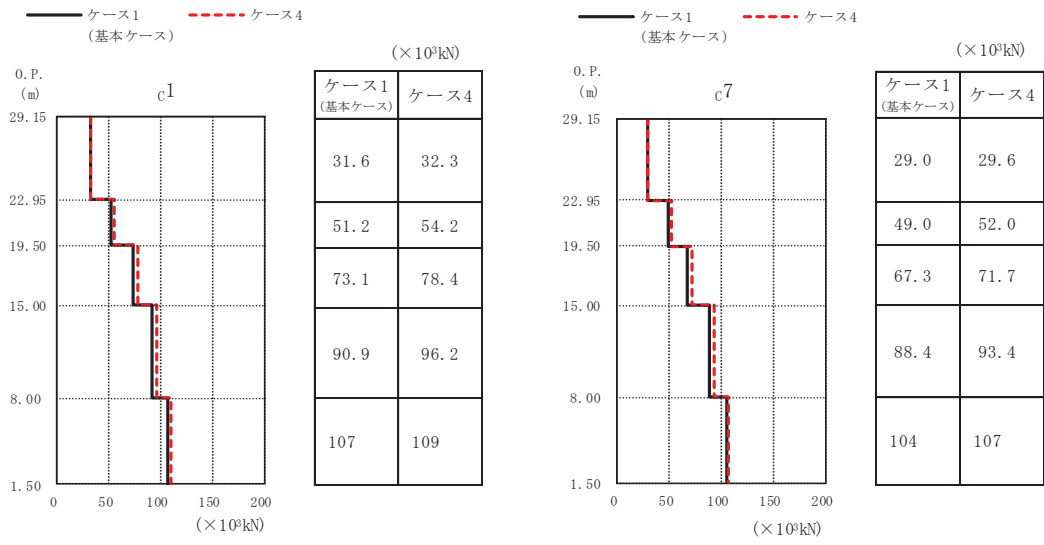 ケース1
(基本ケース)
ケース4
(×10³kN)
O.P.
(m)
C1
29.15
22.95
19.50
15.00
8.00
1.50
0 50 100 150 200
(×10³kN)
ケース1
(基本ケース)
ケース4
31.6 32.3
51.2 54.2
73.1 78.4
90.9 96.2
107 109
ケース1
(基本ケース)
ケース4
(×10³kN)
O.P.
(m)
C7
29.15
22.95
19.50
15.00
8.00
1.50
0 50 100 150 200
(×10³kN)
ケース1
(基本ケース)
ケース4
29.0 29.6
49.0 52.0
67.3 71.7
88.4 93.4
104 107